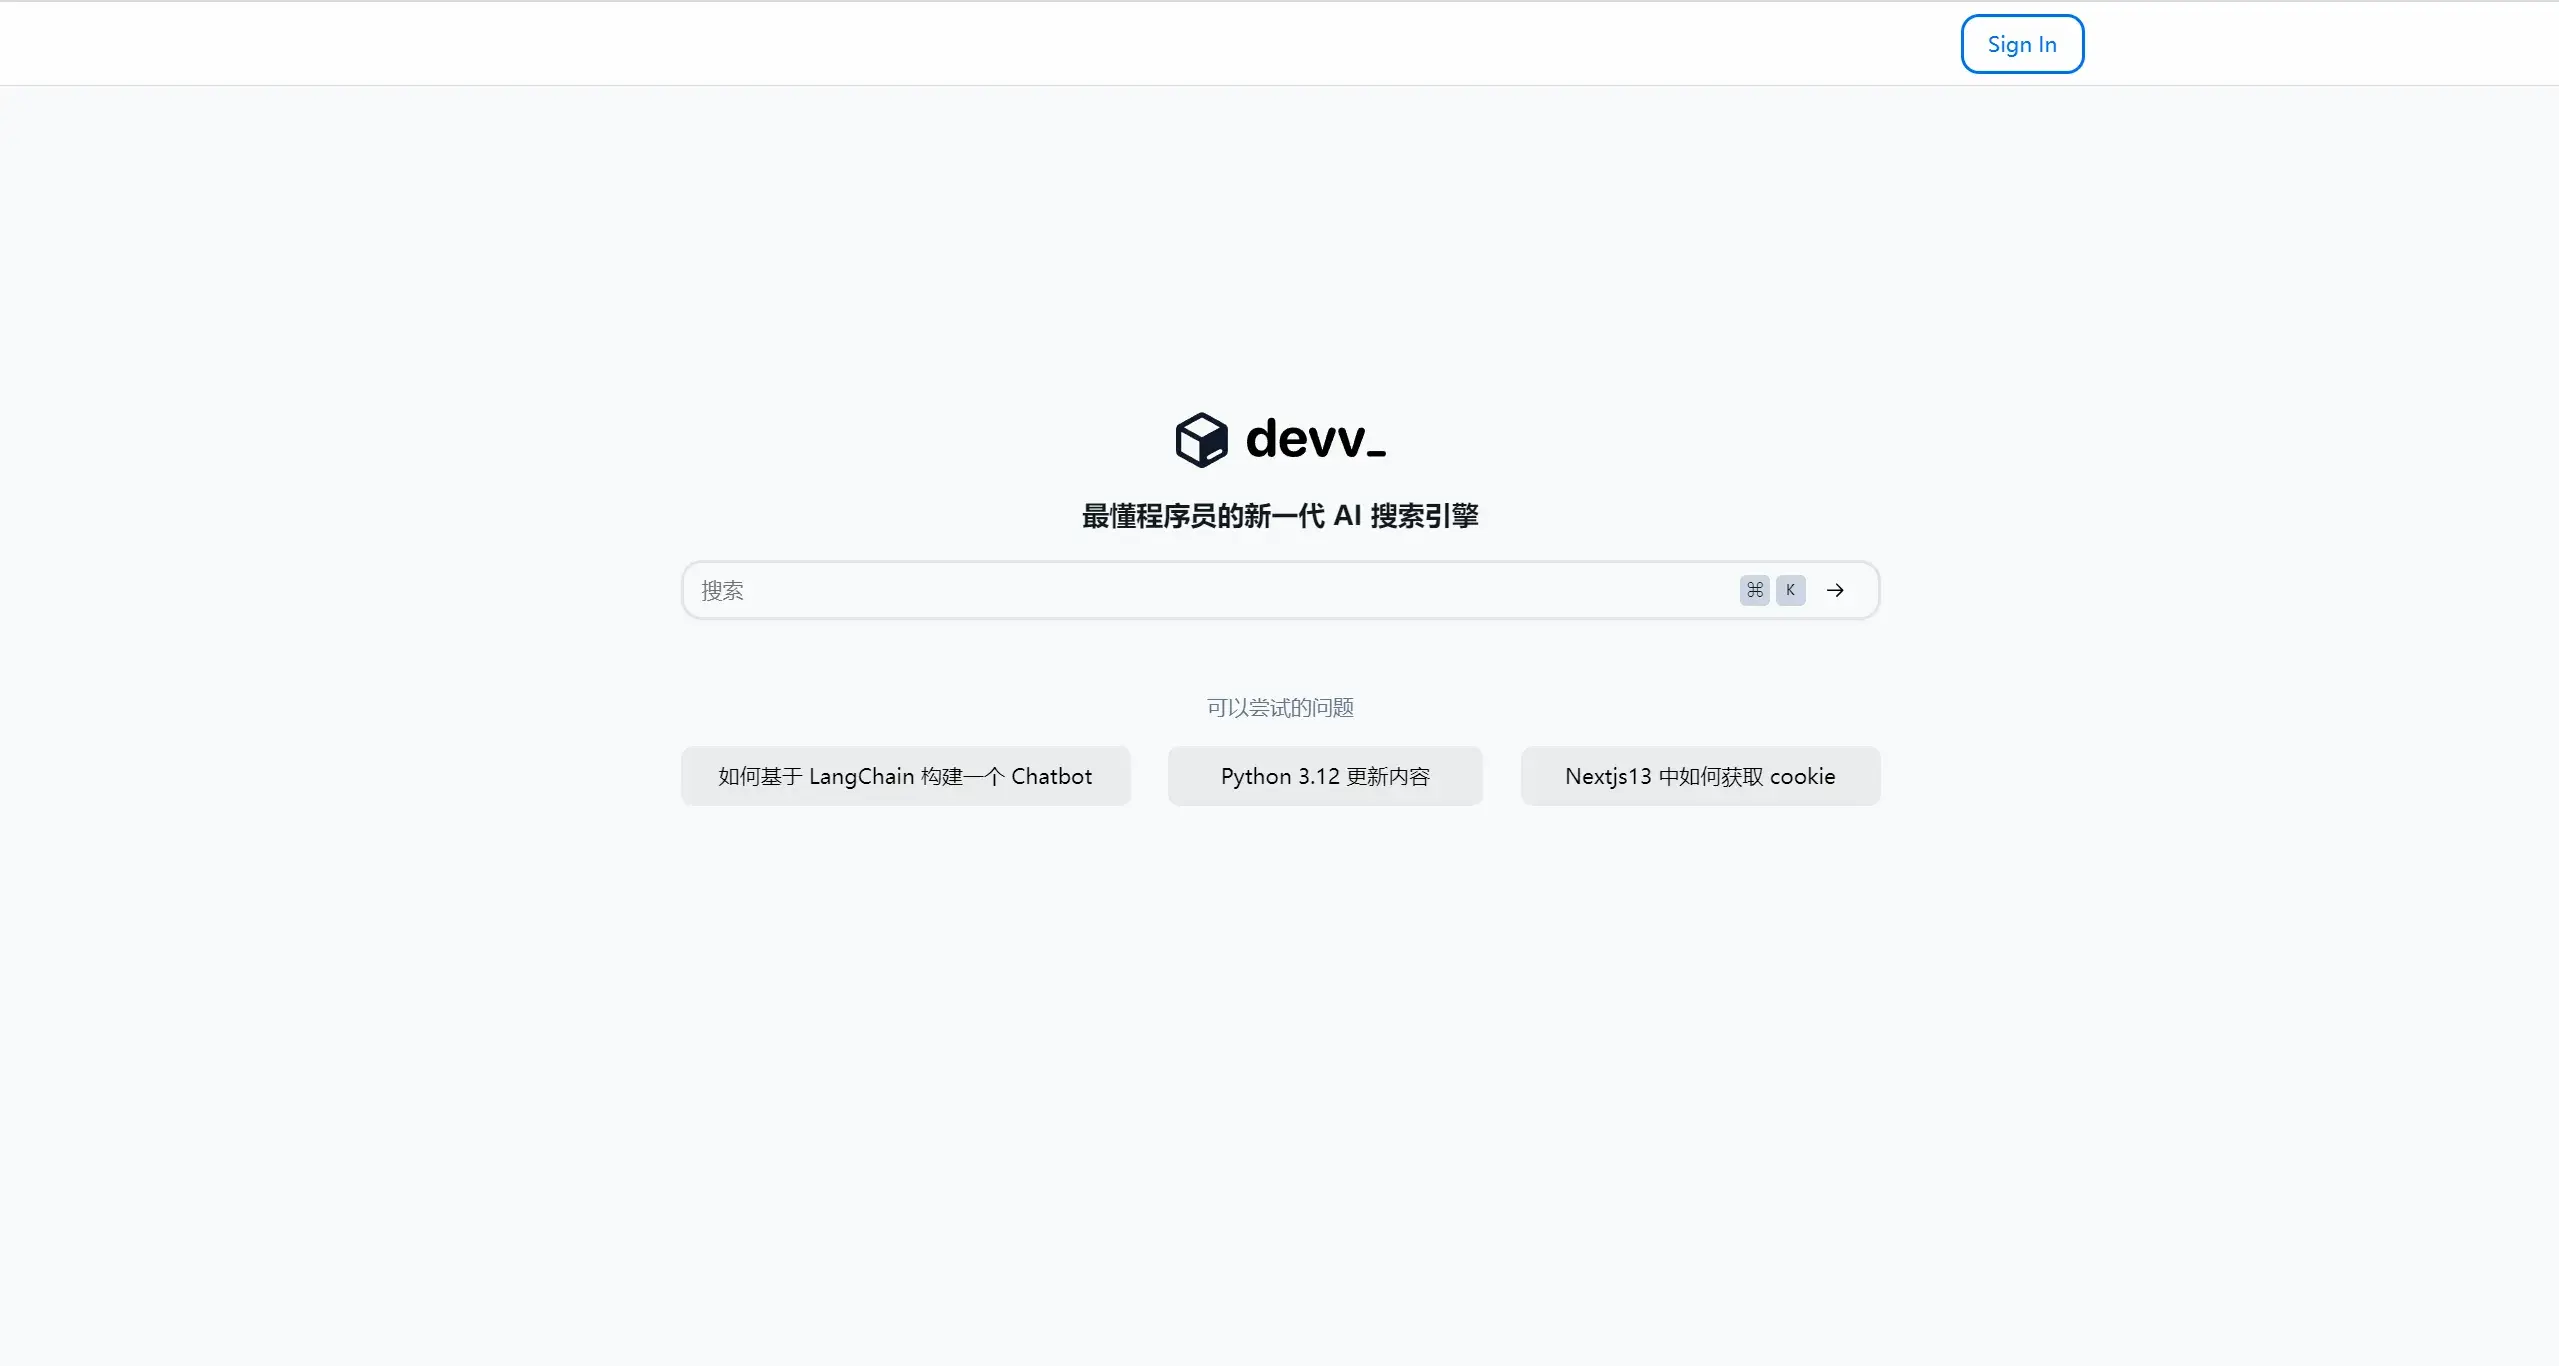 Sign In
devv_
最懂程序员的新一代 AI 搜索引擎
搜索 ⌘ K →
可以尝试的问题
如何基于 LangChain 构建一个 Chatbot
Python 3.12 更新内容
Nextjs13 中如何获取 cookie